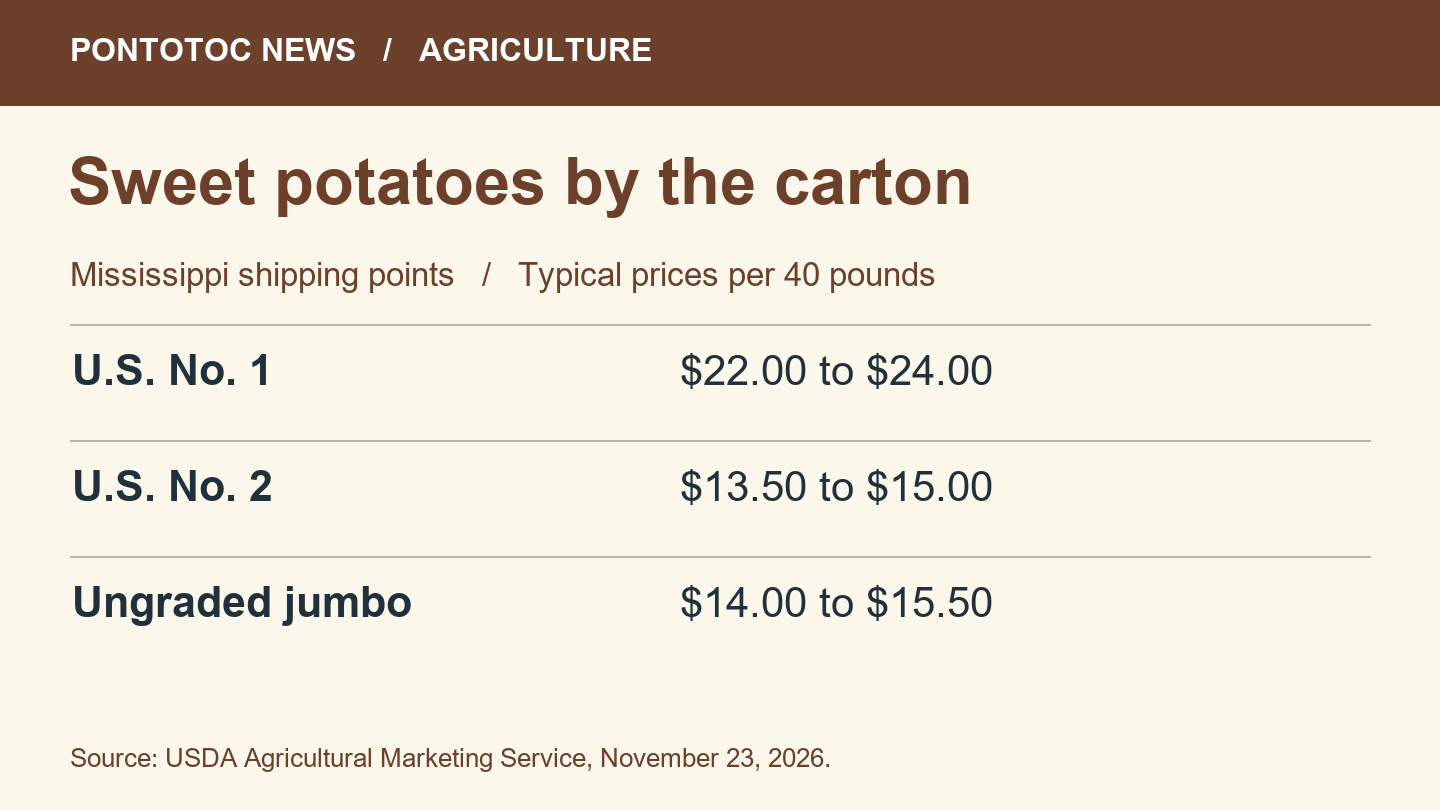 PONTOTOC NEWS / AGRICULTURE
Sweet potatoes by the carton
Mississippi shipping points / Typical prices per 40 pounds
U.S. No. 1 $22.00 to $24.00
U.S. No. 2 $13.50 to $15.00
Ungraded jumbo $14.00 to $15.50
Source: USDA Agricultural Marketing Service, November 23, 2026.